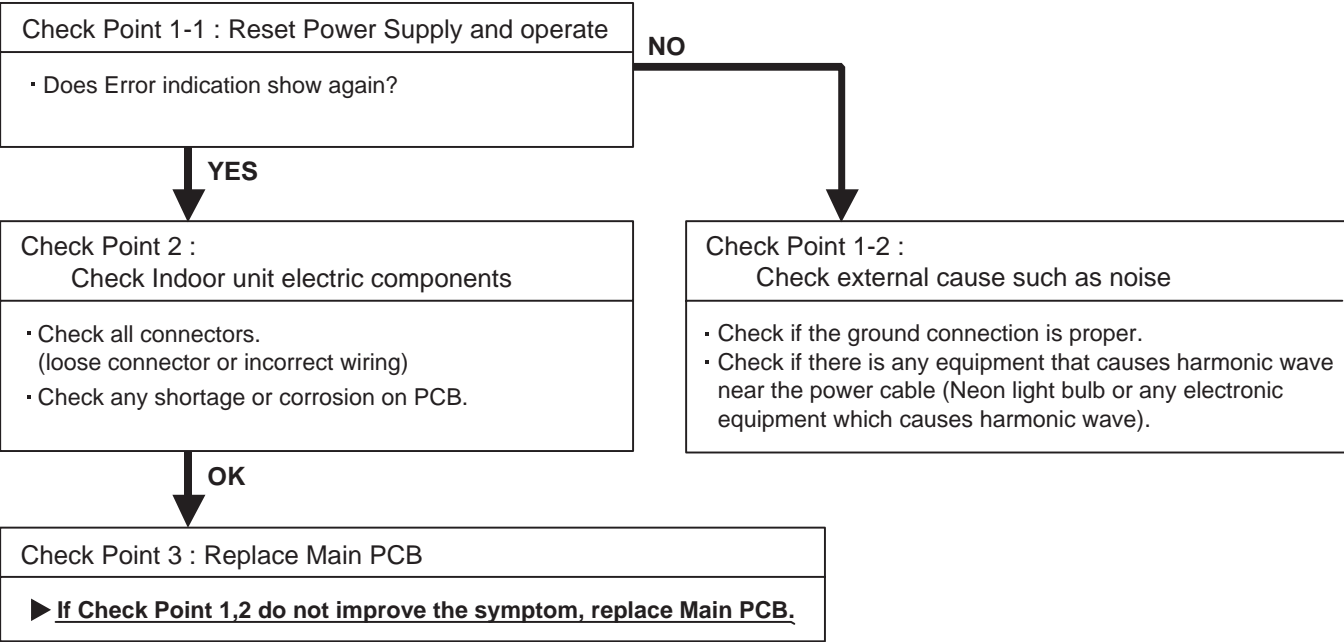 Check Point 1-1 : Reset Power Supply and operate
· Does Error indication show again?
NO
YES
Check Point 2 :
Check Indoor unit electric components
· Check all connectors.
(loose connector or incorrect wiring)
· Check any shortage or corrosion on PCB.
Check Point 1-2 :
Check external cause such as noise
· Check if the ground connection is proper.
· Check if there is any equipment that causes harmonic wave
near the power cable (Neon light bulb or any electronic
equipment which causes harmonic wave).
OK
Check Point 3 : Replace Main PCB
▶ If Check Point 1,2 do not improve the symptom, replace Main PCB.